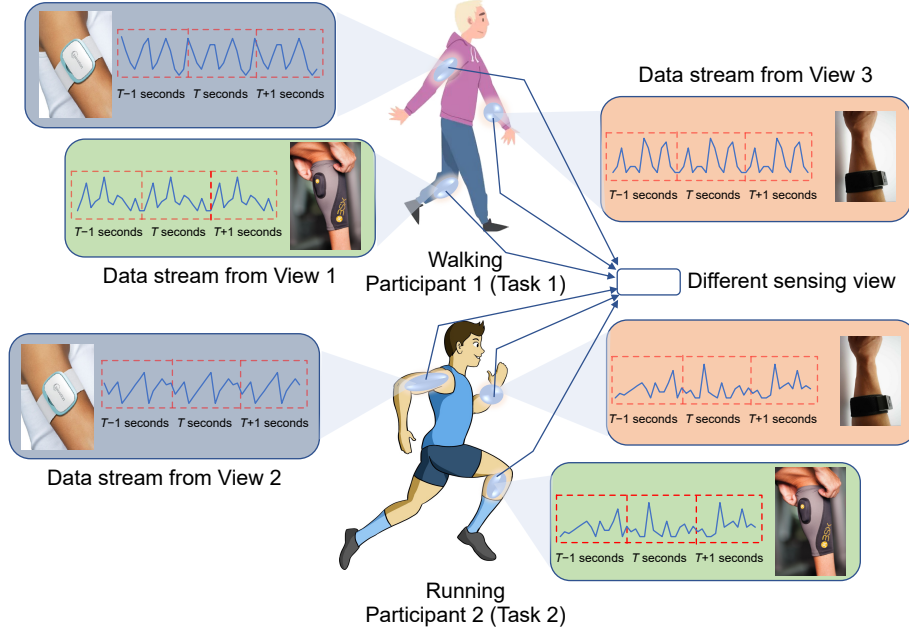 T−1 seconds T seconds T+1 seconds
Data stream from View 3
T−1 seconds T seconds T+1 seconds
T−1 seconds T seconds T+1 seconds
BSX
Data stream from View 1
Walking
Participant 1 (Task 1)
Different sensing view
T−1 seconds T seconds T+1 seconds
T−1 seconds T seconds T+1 seconds
Data stream from View 2
T−1 seconds T seconds T+1 seconds
BSX
Running
Participant 2 (Task 2)